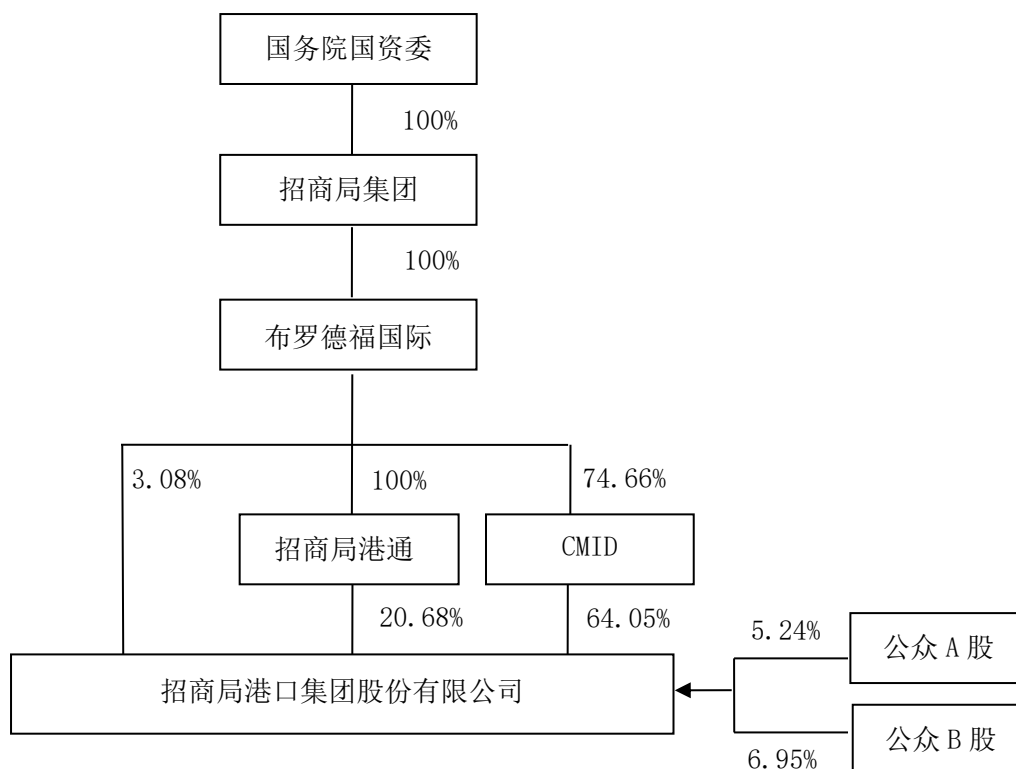 国务院国资委
100%
招商局集团
100%
布罗德福国际
3.08%
100%
74.66%
招商局港通
CMID
20.68%
64.05%
5.24%
公众 A 股
招商局港口集团股份有限公司
公众 B 股
6.95%